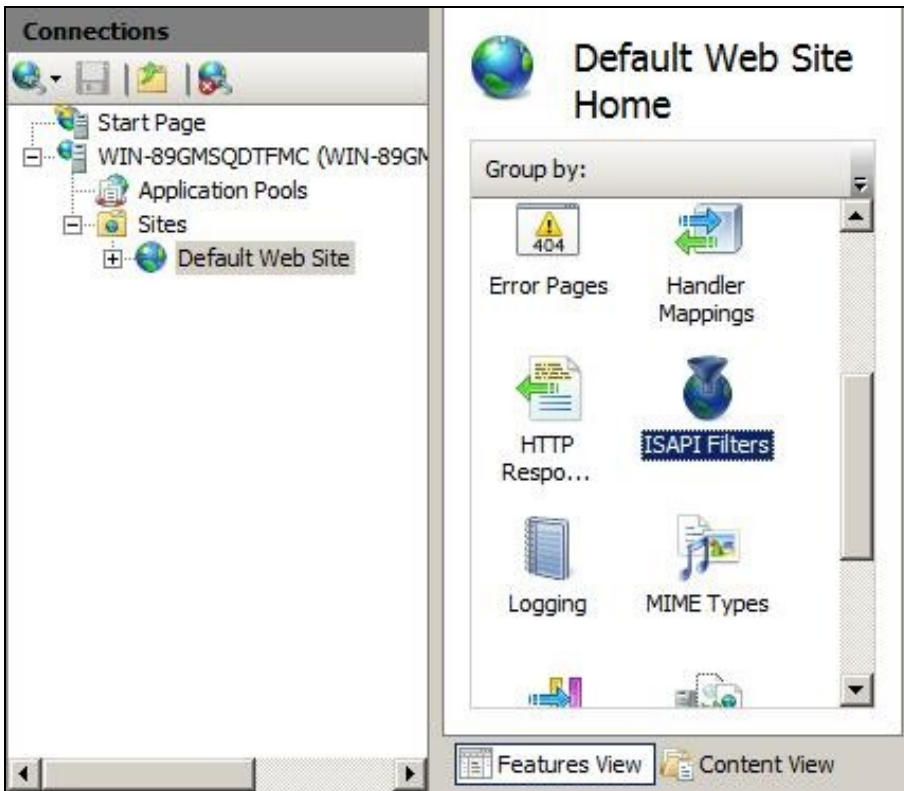 Connections
Start Page
WIN-89GMSQDTFMC (WIN-89GM
Application Pools
Sites
Default Web Site
Default Web Site
Home
Group by:
404
Error Pages
Handler
Mappings
HTTP
Respo...
ISAPI Filters
Logging
MIME Types
Features View
Content View